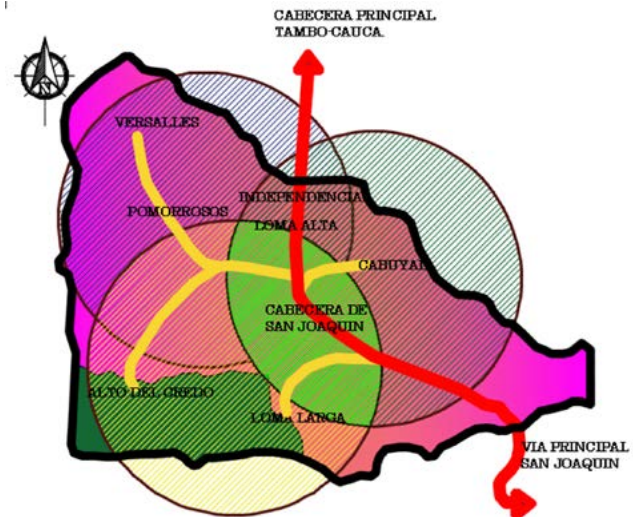 CABECERA PRINCIPAL
TAMBO-CAUCA.
N
VERSALLES
INDEPENDENCIA
POMORROSOS
LOMA ALTA
CABUYAL
CABECERA DE
SAN JOAQUIN
ALTO DEL CREDO
LOMA LARGA
VIA PRINCIPAL
SAN JOAQUIN